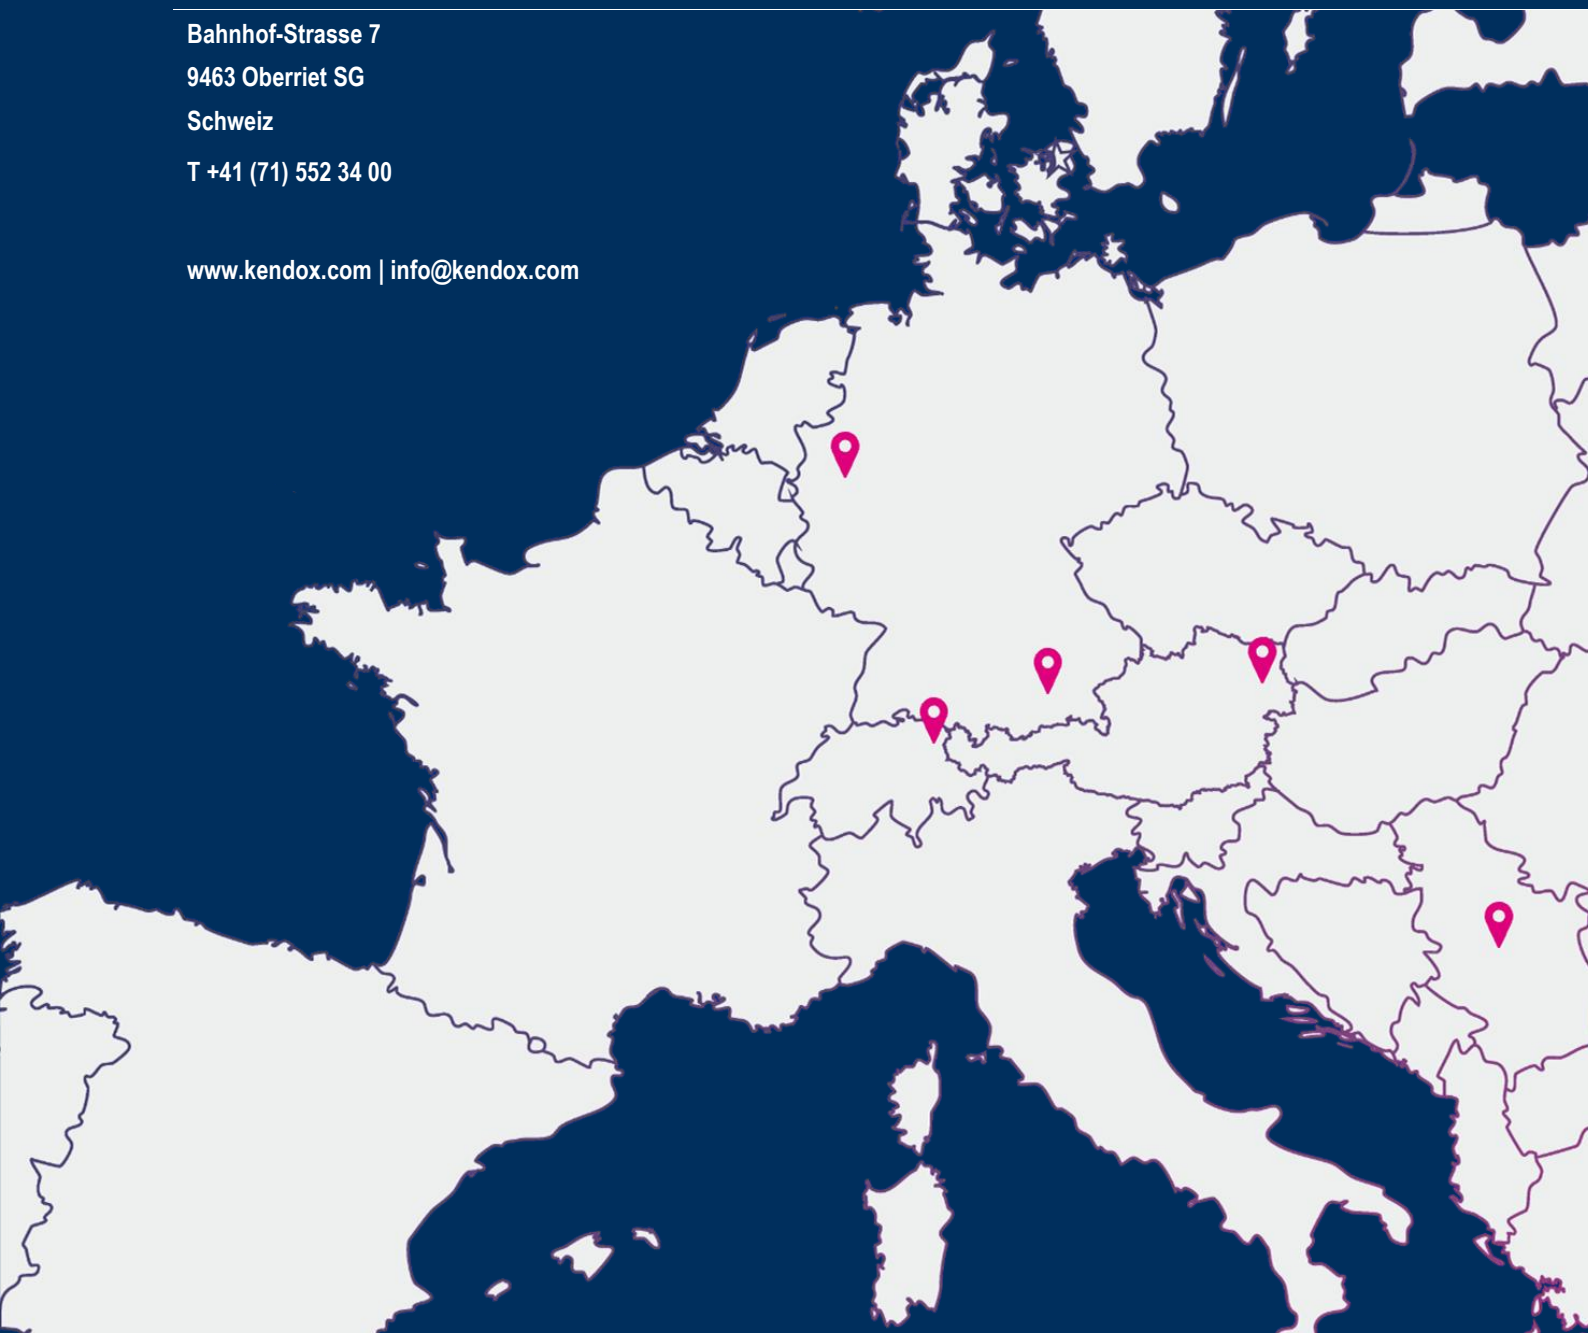 Bahnhof-Strasse 7
9463 Oberriet SG
Schweiz
T +41 (71) 552 34 00
www.kendox.com | info@kendox.com